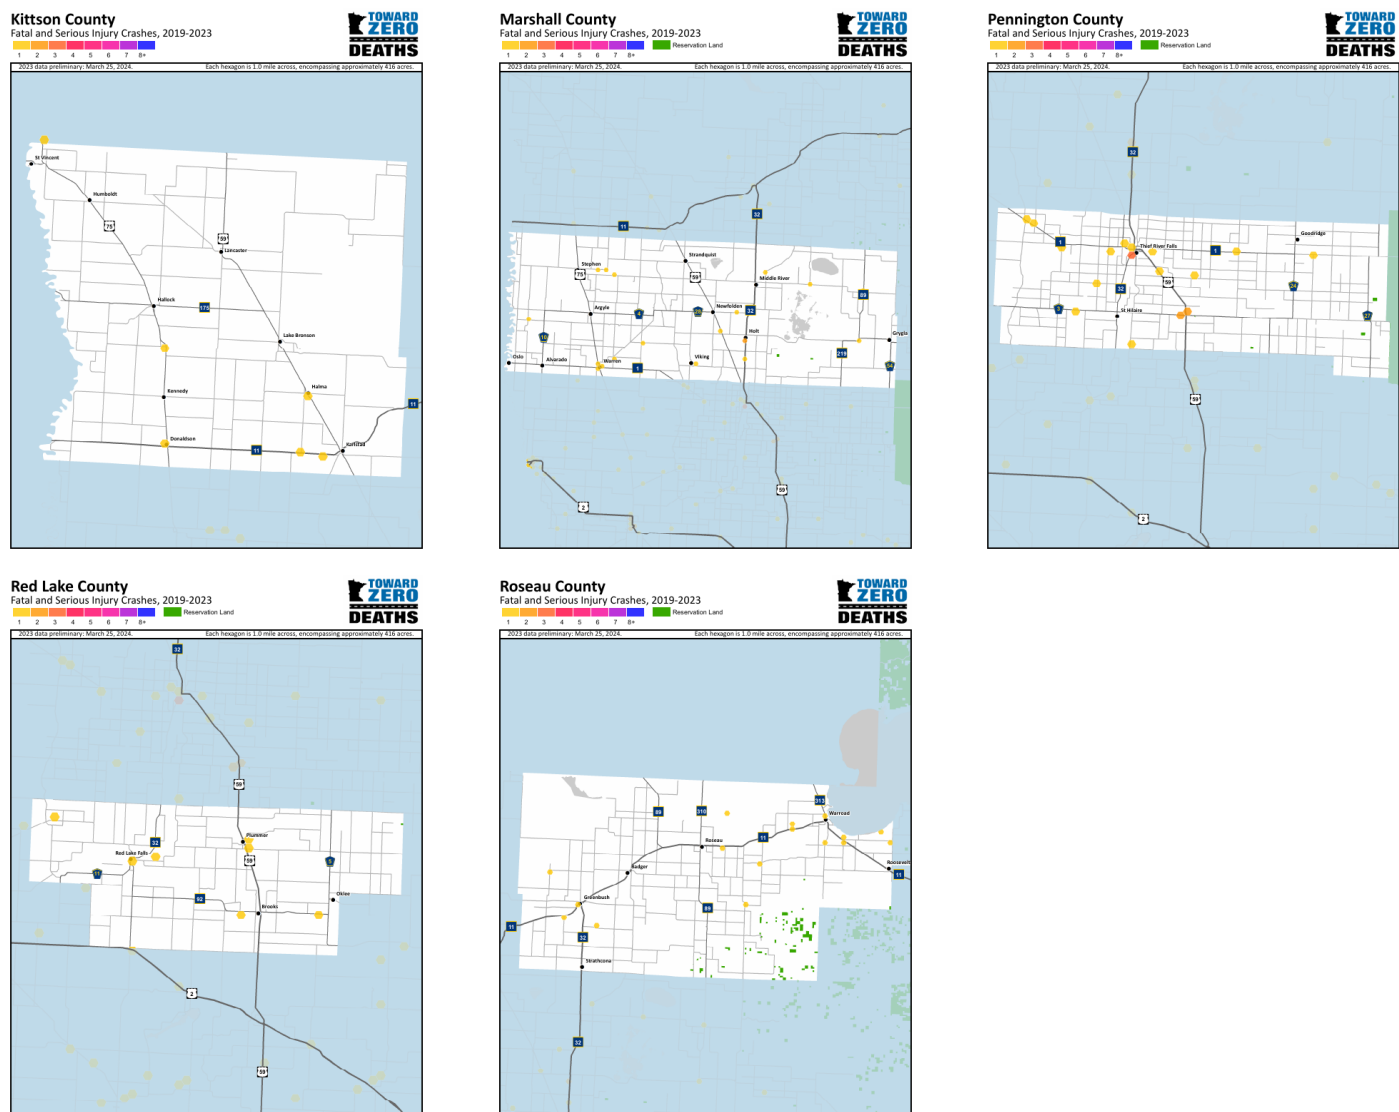 Kittson County
Fatal and Serious Injury Crashes, 2019-2023
1 2 3 4 5 6 7 8+
TOWARD
ZERO
DEATHS
2023 data preliminary: March 25, 2024. Each hexagon is 1.0 mile across, encompassing approximately 416 acres.
St Vincent
Humboldt
75
59
Lancaster
Hallock
175
Lake Bronson
Kennedy
Halma
11
Donaldson
11
Karlstad
Marshall County
Fatal and Serious Injury Crashes, 2019-2023
1 2 3 4 5 6 7 8+ Reservation Land
TOWARD
ZERO
DEATHS
2023 data preliminary: March 25, 2024. Each hexagon is 1.0 mile across, encompassing approximately 416 acres.
32
11
Strandquist
Stephen
75
59
Middle River
89
Argyle
4
Newfolden
32
Holt
Grygla
Oslo
Alvarado
Warren
1
Viking
219
54
59
2
Pennington County
Fatal and Serious Injury Crashes, 2019-2023
1 2 3 4 5 6 7 8+ Reservation Land
TOWARD
ZERO
DEATHS
2023 data preliminary: March 25, 2024. Each hexagon is 1.0 mile across, encompassing approximately 416 acres.
32
Goodridge
1
Thief River Falls
1
59
32
24
3
St Hilaire
27
59
2
Red Lake County
Fatal and Serious Injury Crashes, 2019-2023
1 2 3 4 5 6 7 8+ Reservation Land
TOWARD
ZERO
DEATHS
2023 data preliminary: March 25, 2024. Each hexagon is 1.0 mile across, encompassing approximately 416 acres.
32
59
Plummer
32
Red Lake Falls
59
5
11
92
Oklee
Brooks
2
59
Roseau County
Fatal and Serious Injury Crashes, 2019-2023
1 2 3 4 5 6 7 8+ Reservation Land
TOWARD
ZERO
DEATHS
2023 data preliminary: March 25, 2024. Each hexagon is 1.0 mile across, encompassing approximately 416 acres.
313
89
310
Warroad
11
Roseau
Badger
Roosevelt
11
Greenbush
89
11
32
Strathcona
32